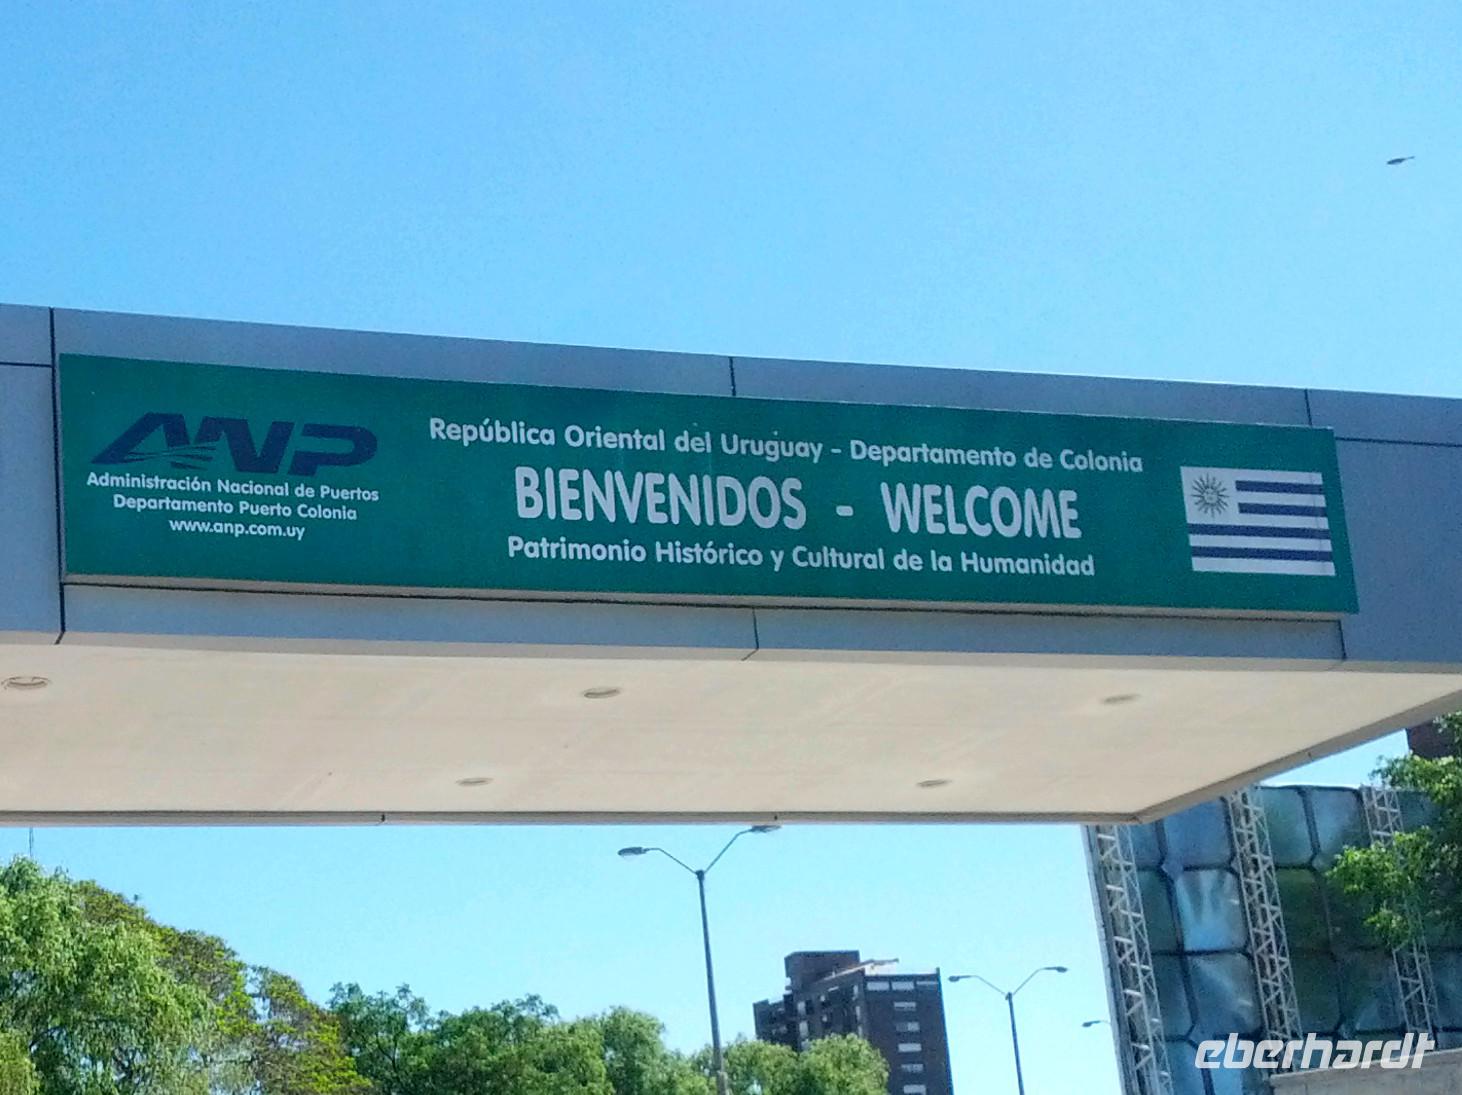 ANP
Administración Nacional de Puertos
Departamento Puerto Colonia
www.anp.com.uy
República Oriental del Uruguay - Departamento de Colonia
BIENVENIDOS - WELCOME
Patrimonio Histórico y Cultural de la Humanidad
eberhardt